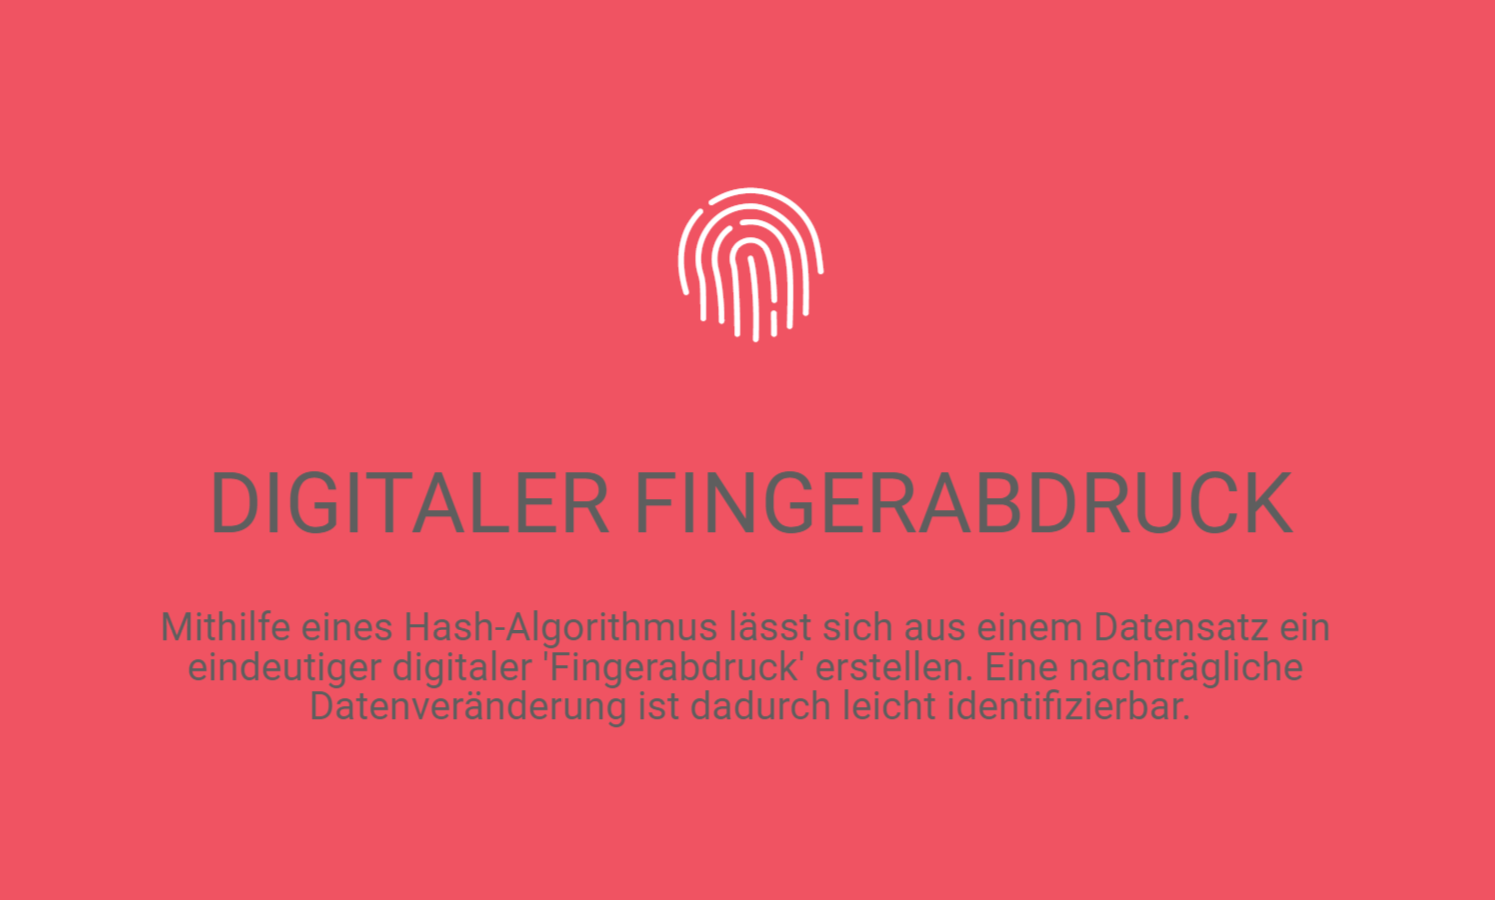 DIGITALER FINGERABDRUCK
Mithilfe eines Hash-Algorithmus lässt sich aus einem Datensatz ein
eindeutiger digitaler 'Fingerabdruck' erstellen. Eine nachträgliche
Datenveränderung ist dadurch leicht identifizierbar.